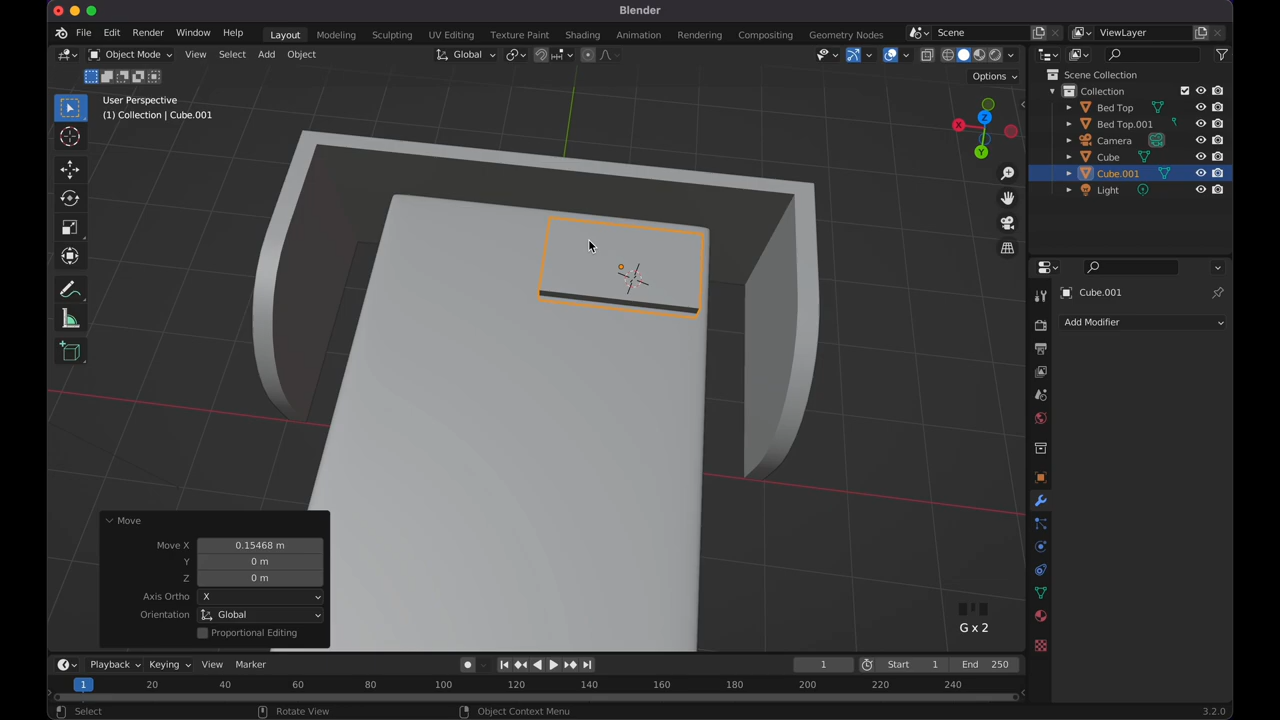 Blender
File Edit Render Window Help
Layout Modeling Sculpting UV Editing Texture Paint Shading Animation Rendering Compositing Geometry Nodes
Scene
ViewLayer
Object Mode View Select Add Object
Global
Options
User Perspective
(1) Collection | Cube.001
X
Z
Y
Scene Collection
Collection
Bed Top
Bed Top.001
Camera
Cube
Cube.001
Light
Cube.001
Add Modifier
Move
Move X 0.15468 m
Y 0 m
Z 0 m
Axis Ortho X
Orientation Global
Proportional Editing
G x 2
Playback Keying View Marker
1
Start 1
End 250
1 20 40 60 80 100 120 140 160 180 200 220 240
Select
Rotate View
Object Context Menu
3.2.0